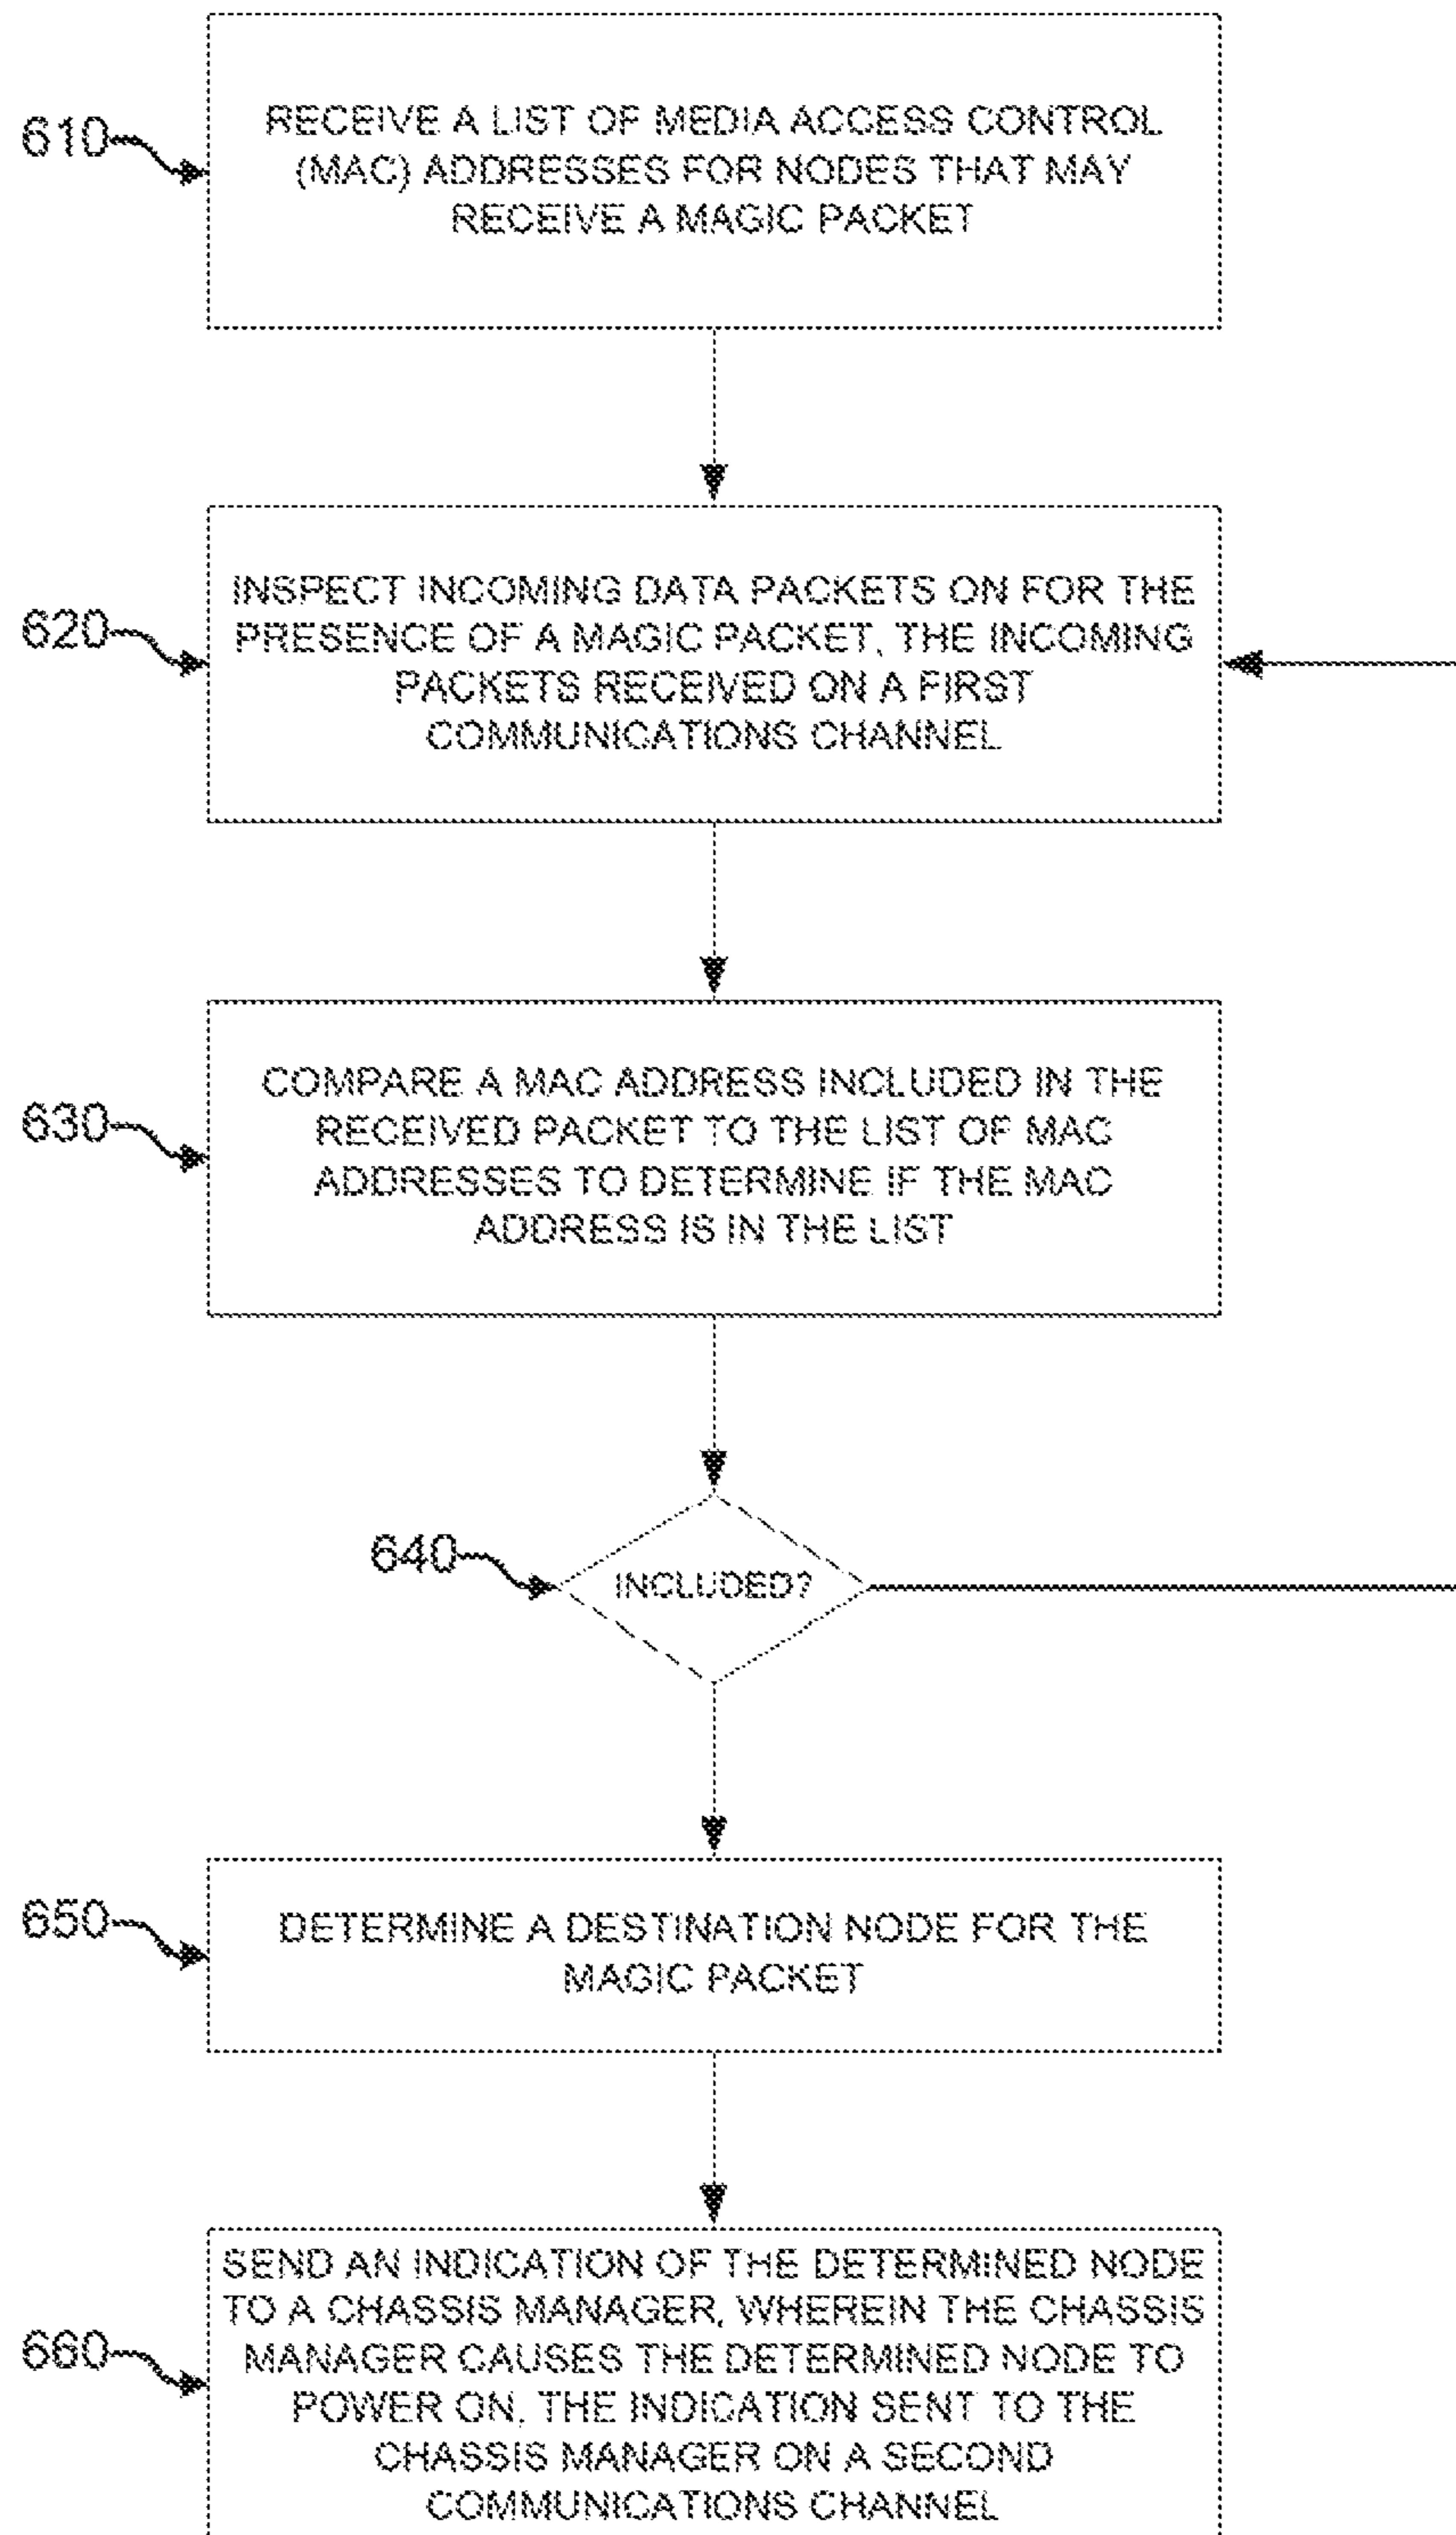 610
RECEIVE A LIST OF MEDIA ACCESS CONTROL
(MAC) ADDRESSES FOR NODES THAT MAY
RECEIVE A MAGIC PACKET
620
INSPECT INCOMING DATA PACKETS ON FOR THE
PRESENCE OF A MAGIC PACKET, THE INCOMING
PACKETS RECEIVED ON A FIRST
COMMUNICATIONS CHANNEL
630
COMPARE A MAC ADDRESS INCLUDED IN THE
RECEIVED PACKET TO THE LIST OF MAC
ADDRESSES TO DETERMINE IF THE MAC
ADDRESS IS IN THE LIST
640
INCLUDED?
650
DETERMINE A DESTINATION NODE FOR THE
MAGIC PACKET
660
SEND AN INDICATION OF THE DETERMINED NODE
TO A CHASSIS MANAGER, WHEREIN THE CHASSIS
MANAGER CAUSES THE DETERMINED NODE TO
POWER ON, THE INDICATION SENT TO THE
CHASSIS MANAGER ON A SECOND
COMMUNICATIONS CHANNEL